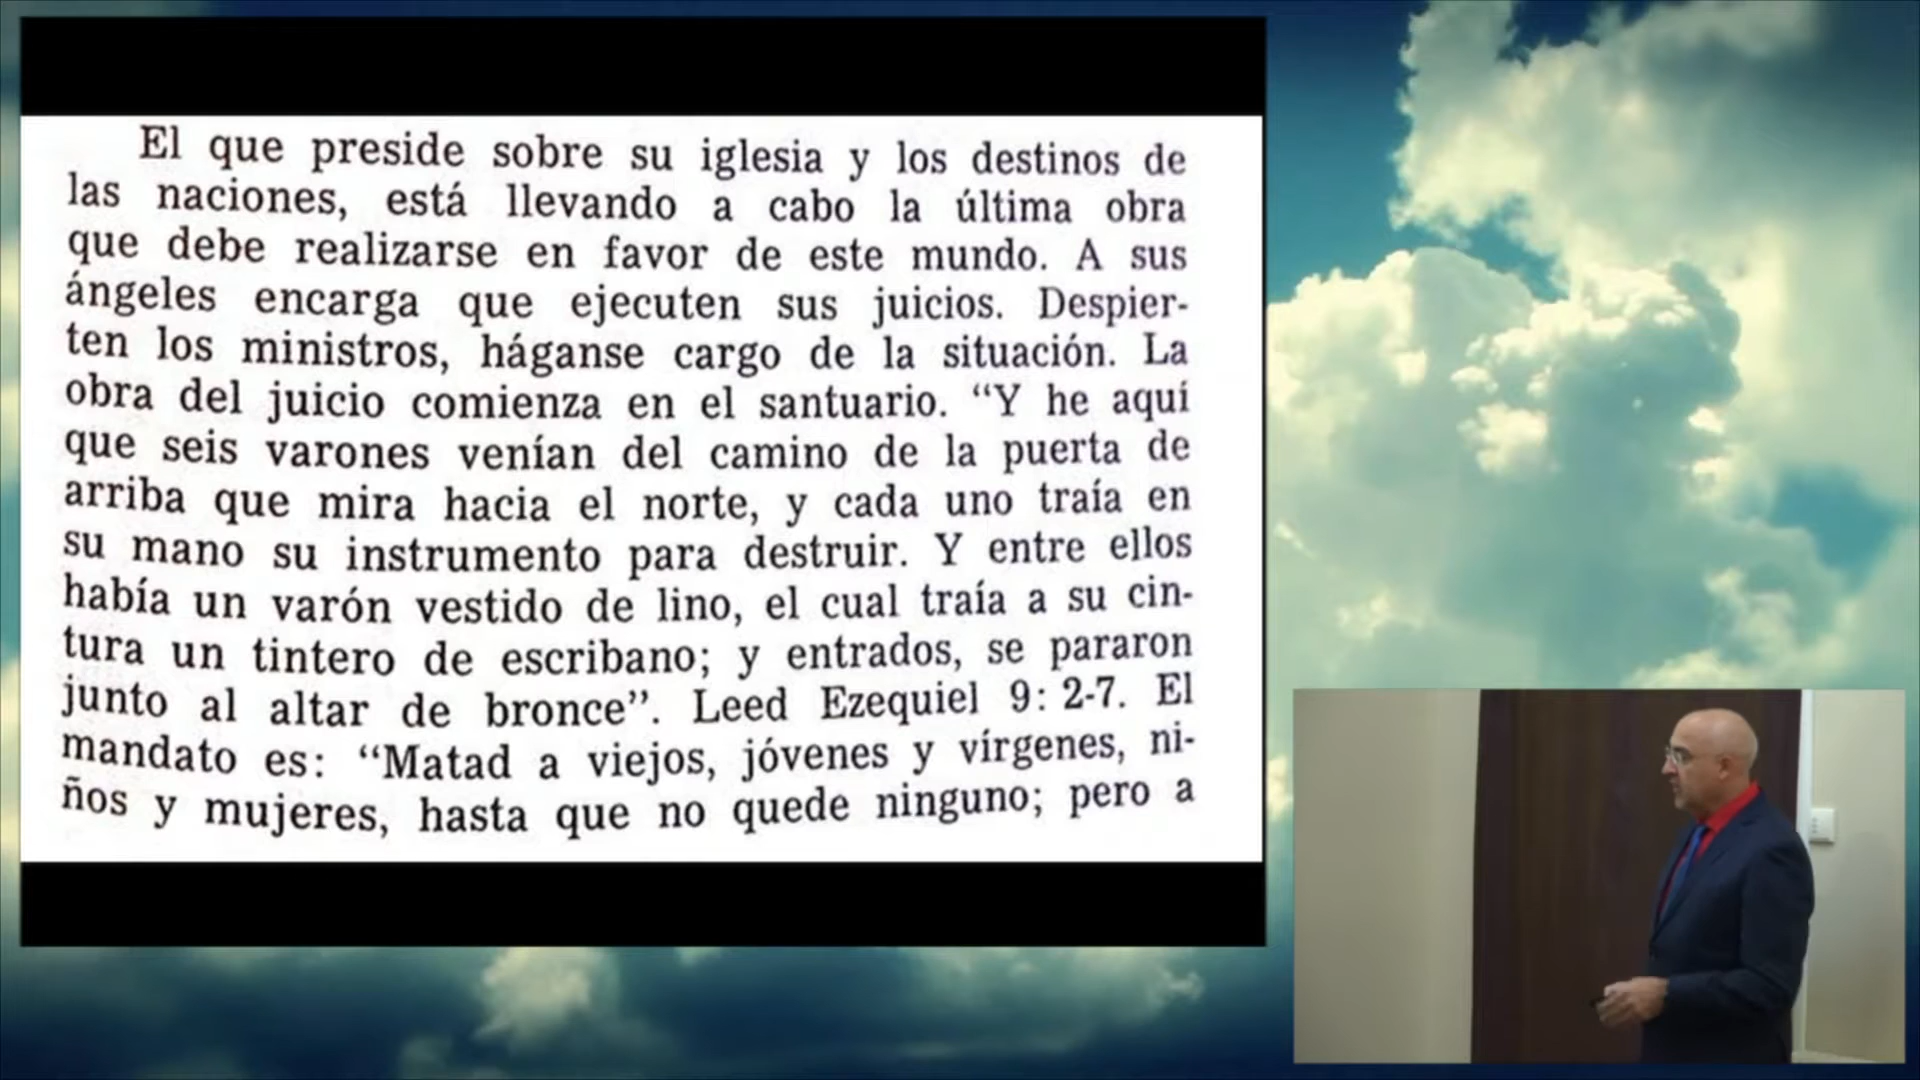 El que preside sobre su iglesia y los destinos de
las naciones, está llevando a cabo la última obra
que debe realizarse en favor de este mundo. A sus
ángeles encarga que ejecuten sus juicios. Despier-
ten los ministros, háganse cargo de la situación. La
obra del juicio comienza en el santuario. “Y he aquí
que seis varones venían del camino de la puerta de
arriba que mira hacia el norte, y cada uno traía en
su mano su instrumento para destruir. Y entre ellos
había un varón vestido de lino, el cual traía a su cin-
tura un tintero de escribano; y entrados, se pararon
junto al altar de bronce”. Leed Ezequiel 9: 2-7. El
mandato es: “Matad a viejos, jóvenes y vírgenes, ni-
ños y mujeres, hasta que no quede ninguno; pero a